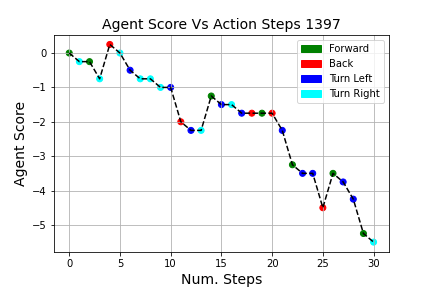 Agent Score Vs Action Steps 1397
Forward
Back
Turn Left
Turn Right
Agent Score
0
−1
−2
−3
−4
−5
0 5 10 15 20 25 30
Num. Steps